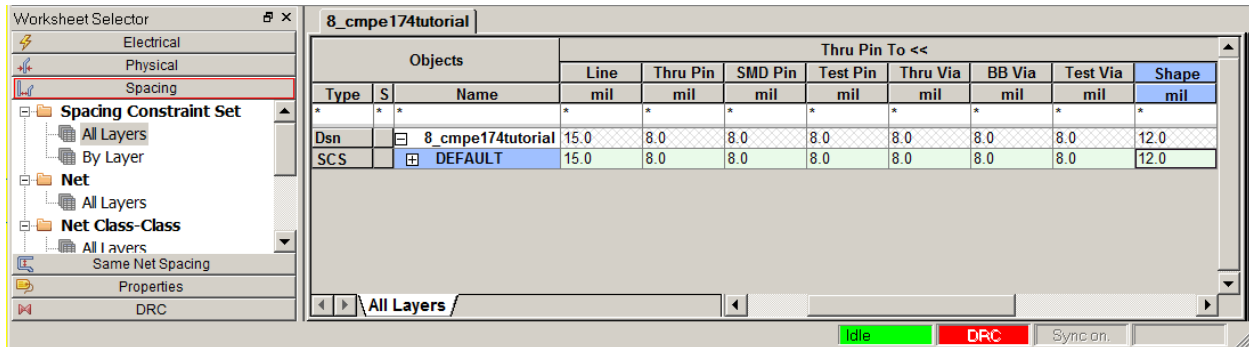 Worksheet Selector
Electrical
Physical
Spacing
Spacing Constraint Set
All Layers
By Layer
Net
All Layers
Net Class-Class
All Layers
Same Net Spacing
Properties
DRC
8_cmpe174tutorial
Objects Thru Pin To <<
Line Thru Pin SMD Pin Test Pin Thru Via BB Via Test Via Shape
Type S Name mil mil mil mil mil mil mil mil
* * * * * * * * * * *
Dsn 8_cmpe174tutorial 15.0 8.0 8.0 8.0 8.0 8.0 8.0 12.0
SCS DEFAULT 15.0 8.0 8.0 8.0 8.0 8.0 8.0 12.0
All Layers
Idle DRC Sync on.